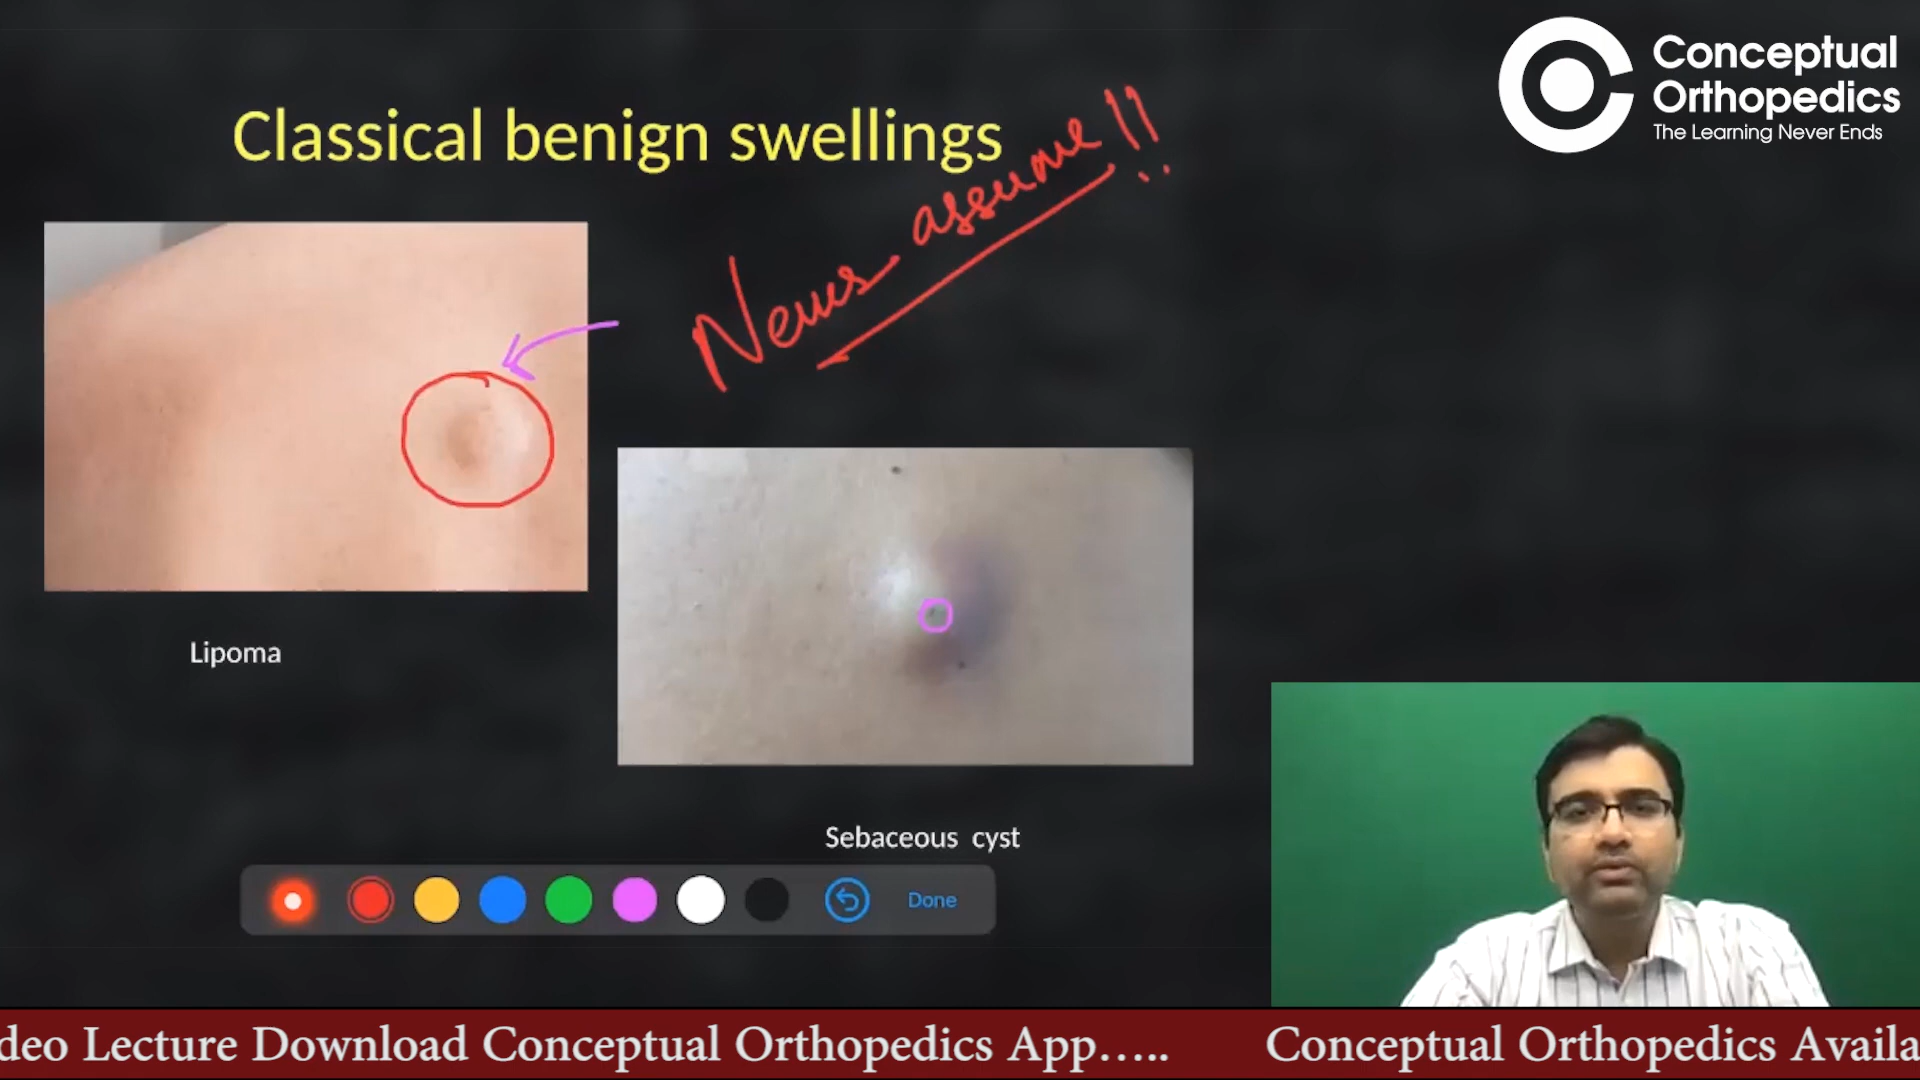 Conceptual
Orthopedics
The Learning Never Ends
Classical benign swellings
Never assume !!
Lipoma
Sebaceous cyst
Done
deo Lecture Download Conceptual Orthopedics App..... Conceptual Orthopedics Availa